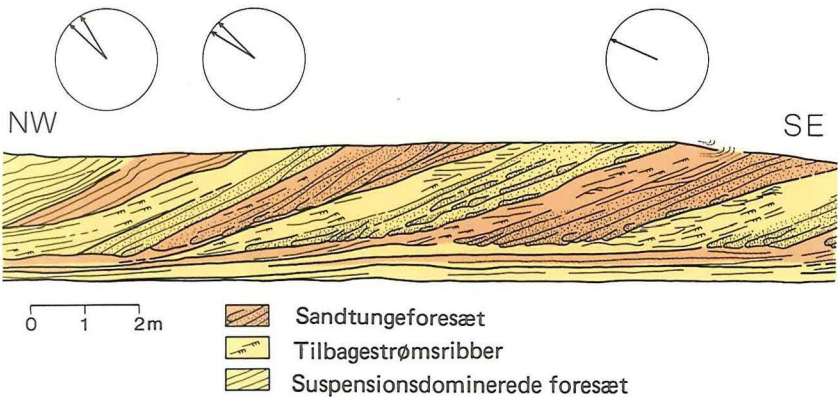 NW
SE
0 1 2m
Sandtungeforesæt
Tilbagestrømsribber
Suspensionsdominerede foresæt